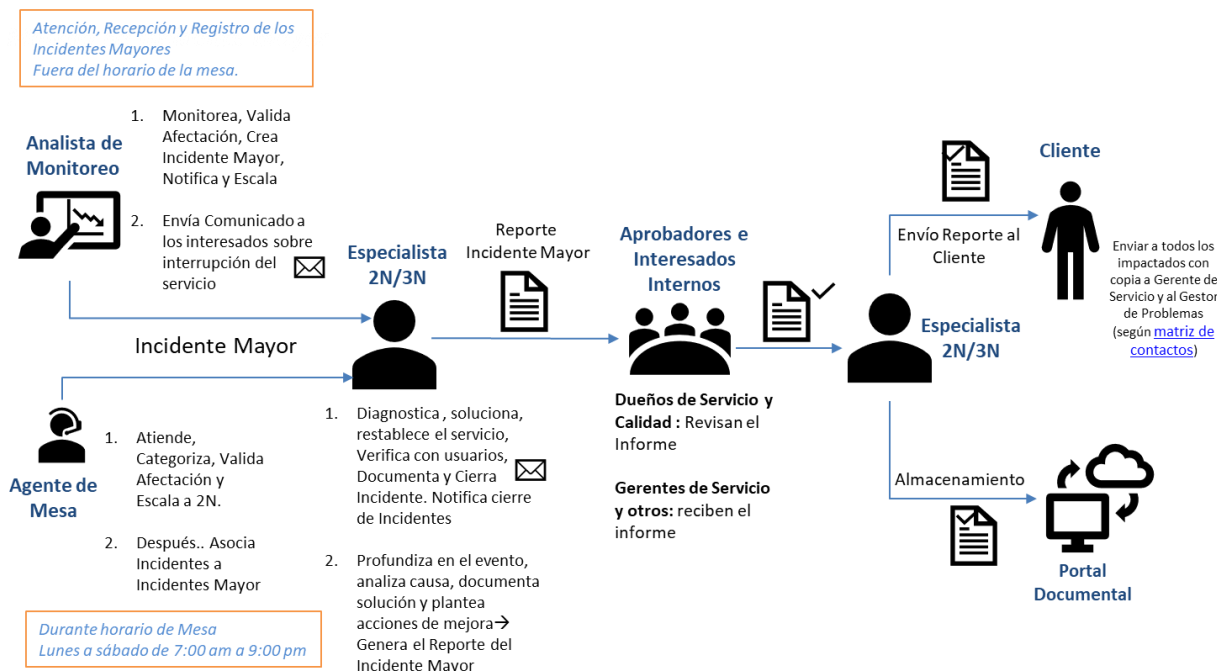 Atención, Recepción y Registro de los
Incidentes Mayores
Fuera del horario de la mesa.
Analista de
Monitoreo
1. Monitorea, Valida
Afectación, Crea
Incidente Mayor,
Notifica y Escala
2. Envía Comunicado a
los interesados sobre
interrupción del
servicio
Incidente Mayor
Agente de
Mesa
1. Atiende,
Categoriza, Valida
Afectación y
Escala a 2N.
2. Después.. Asocia
Incidentes a
Incidentes Mayor
Durante horario de Mesa
Lunes a sábado de 7:00 am a 9:00 pm
Especialista
2N/3N
1. Diagnostica , soluciona,
restablece el servicio,
Verifica con usuarios,
Documenta y Cierra
Incidente. Notifica cierre
de Incidentes
2. Profundiza en el evento,
analiza causa, documenta
solución y plantea
acciones de mejora→
Genera el Reporte del
Incidente Mayor
Reporte
Incidente Mayor
Aprobadores e
Interesados
Internos
Dueños de Servicio y
Calidad : Revisan el
Informe
Gerentes de Servicio
y otros: reciben el
informe
Especialista
2N/3N
Envío Reporte al
Cliente
Cliente
Enviar a todos los
impactados con
copia a Gerente de
Servicio y al Gestor
de Problemas
(según matriz de
contactos)
Almacenamiento
Portal
Documental